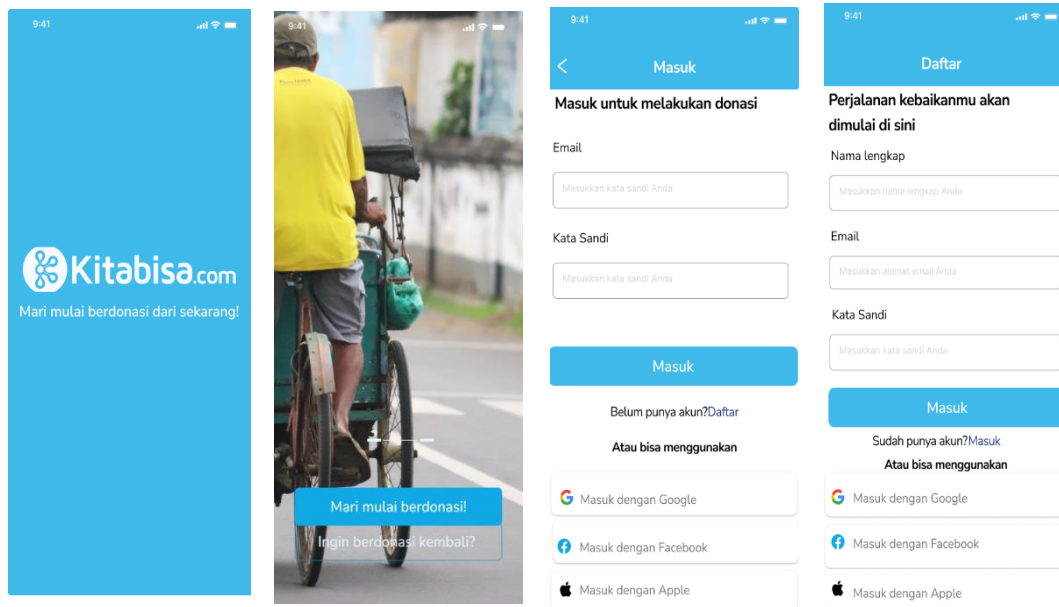 9:41
Kitabisa.com
Mari mulai berdonasi dari sekarang!
9:41
Mari mulai berdonasi!
Ingin berdonasi kembali?
9:41
Masuk
Masuk untuk melakukan donasi
Email
Masukkan kata sandi Anda
Kata Sandi
Masukkan kata sandi Anda
Masuk
Belum punya akun?Daftar
Atau bisa menggunakan
Masuk dengan Google
Masuk dengan Facebook
Masuk dengan Apple
9:41
Daftar
Perjalanan kebaikanmu akan
dimulai di sini
Nama lengkap
Masukkan nama lengkap Anda
Email
Masukkan alamat email Anda
Kata Sandi
Masukkan kata sandi Anda
Masuk
Sudah punya akun?Masuk
Atau bisa menggunakan
Masuk dengan Google
Masuk dengan Facebook
Masuk dengan Apple